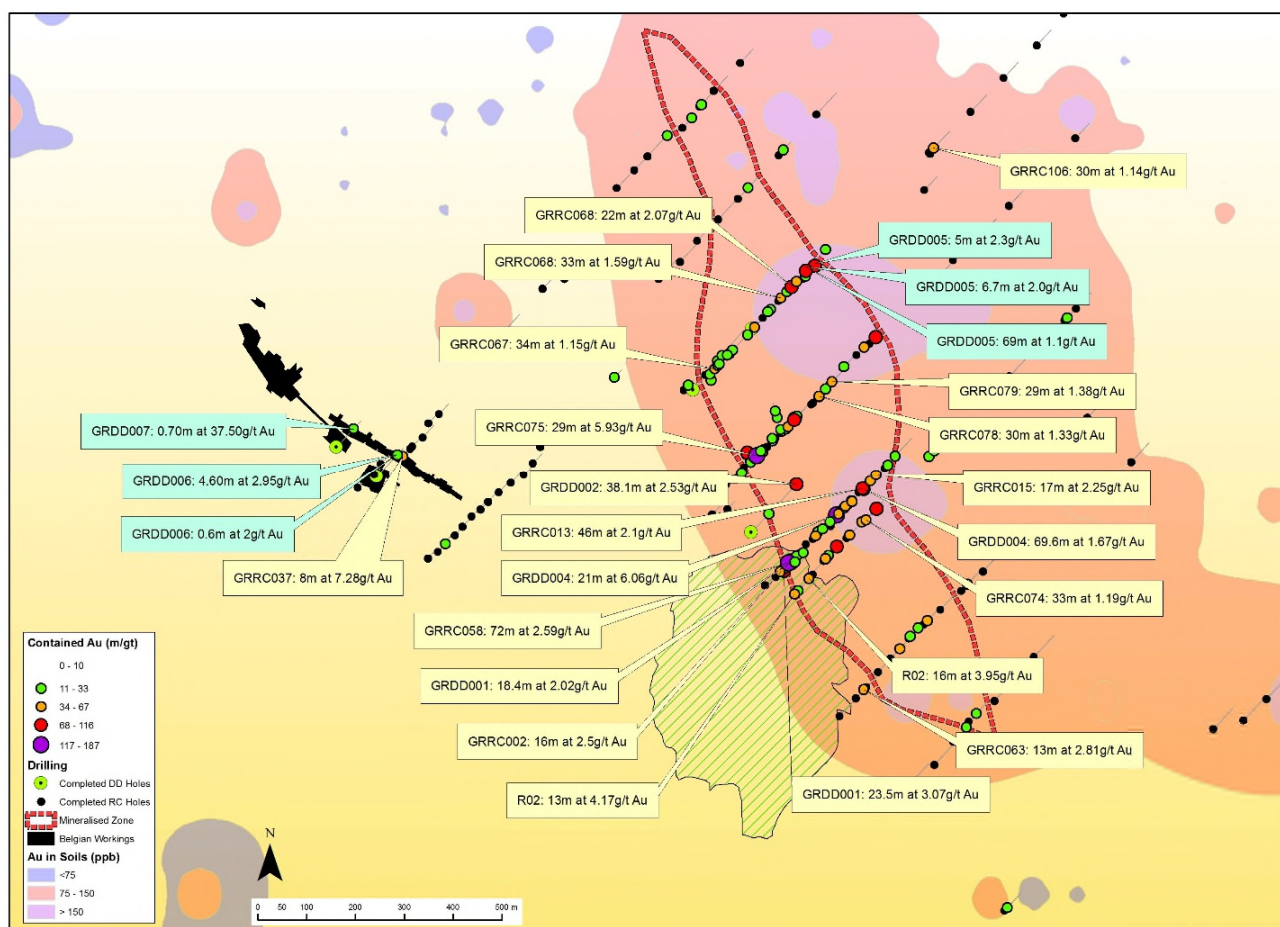 GRRC106: 30m at 1.14g/t Au
GRRC068: 22m at 2.07g/t Au
GRDD005: 5m at 2.3g/t Au
GRRC068: 33m at 1.59g/t Au
GRDD005: 6.7m at 2.0g/t Au
GRRC067: 34m at 1.15g/t Au
GRDD005: 69m at 1.1g/t Au
GRRC079: 29m at 1.38g/t Au
GRDD007: 0.70m at 37.50g/t Au
GRRC075: 29m at 5.93g/t Au
GRRC078: 30m at 1.33g/t Au
GRDD006: 4.60m at 2.95g/t Au
GRDD002: 38.1m at 2.53g/t Au
GRRC015: 17m at 2.25g/t Au
GRDD006: 0.6m at 2g/t Au
GRRC013: 46m at 2.1g/t Au
GRDD004: 69.6m at 1.67g/t Au
GRRC037: 8m at 7.28g/t Au
GRDD004: 21m at 6.06g/t Au
GRRC074: 33m at 1.19g/t Au
GRRC058: 72m at 2.59g/t Au
R02: 16m at 3.95g/t Au
GRDD001: 18.4m at 2.02g/t Au
GRRC002: 16m at 2.5g/t Au
GRRC063: 13m at 2.81g/t Au
R02: 13m at 4.17g/t Au
GRDD001: 23.5m at 3.07g/t Au
Contained Au (m/gt)
0 - 10
11 - 33
34 - 67
68 - 116
117 - 187
Drilling
Completed DD Holes
Completed RC Holes
Mineralised Zone
Belgian Workings
Au in Soils (ppb)
<75
75 - 150
> 150
N
0 50 100 200 300 400 500 m